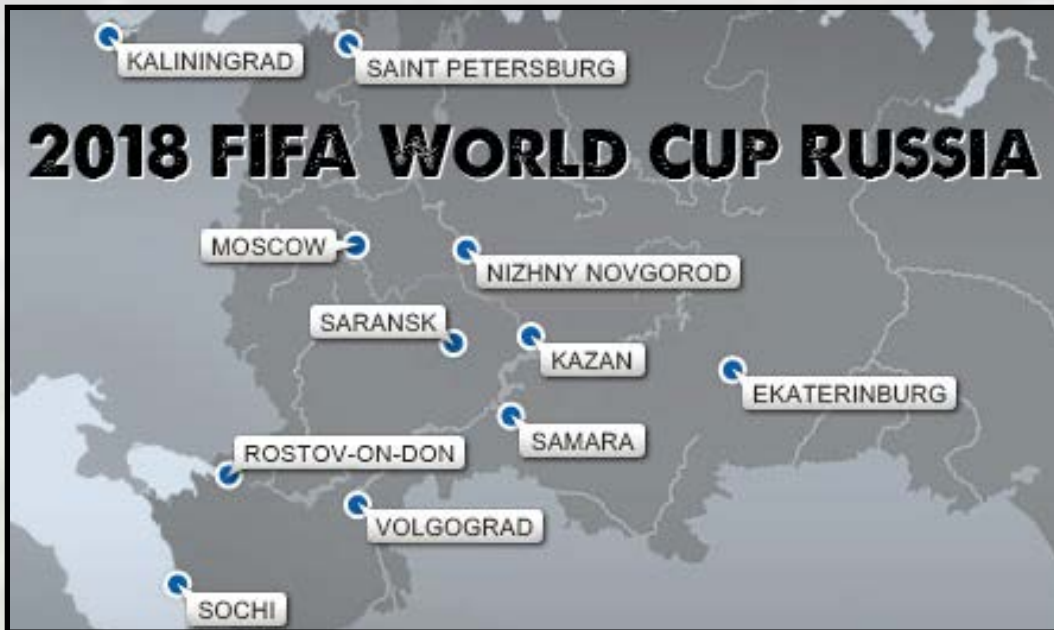 KALININGRAD
SAINT PETERSBURG
2018 FIFA WORLD CUP RUSSIA
MOSCOW
NIZHNY NOVGOROD
SARANSK
KAZAN
EKATERINBURG
SAMARA
ROSTOV-ON-DON
VOLGOGRAD
SOCHI